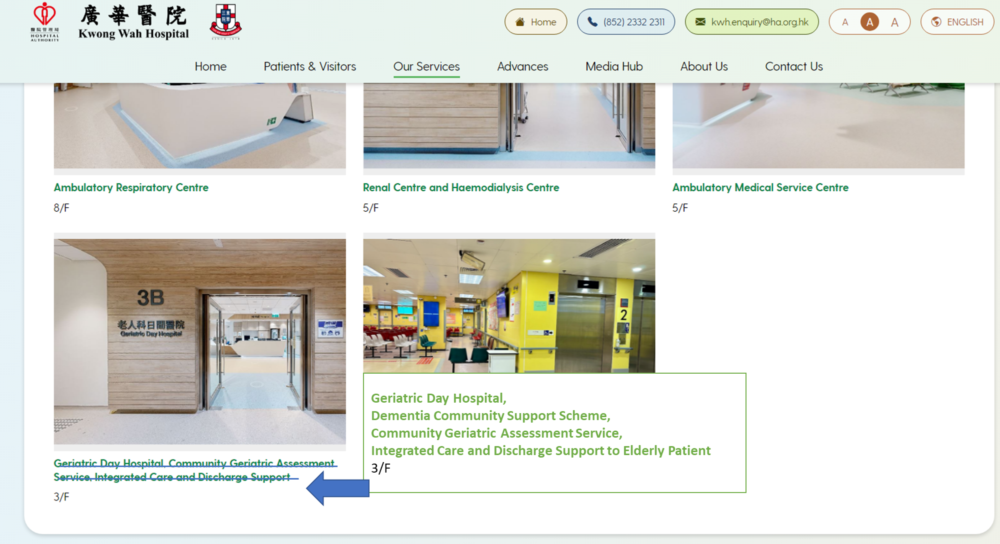 醫院管理局
HOSPITAL
AUTHORITY
廣華醫院
Kwong Wah Hospital
Home
(852) 2332 2311
kwh.enquiry@ha.org.hk
A A A
ENGLISH
Home Patients & Visitors Our Services Advances Media Hub About Us Contact Us
Ambulatory Respiratory Centre
8/F
Renal Centre and Haemodialysis Centre
5/F
Ambulatory Medical Service Centre
5/F
3B
老人科日間醫院
Geriatric Day Hospital
2
Geriatric Day Hospital, Community Geriatric Assessment
Service, Integrated Care and Discharge Support
3/F
Geriatric Day Hospital,
Dementia Community Support Scheme,
Community Geriatric Assessment Service,
Integrated Care and Discharge Support to Elderly Patient
3/F